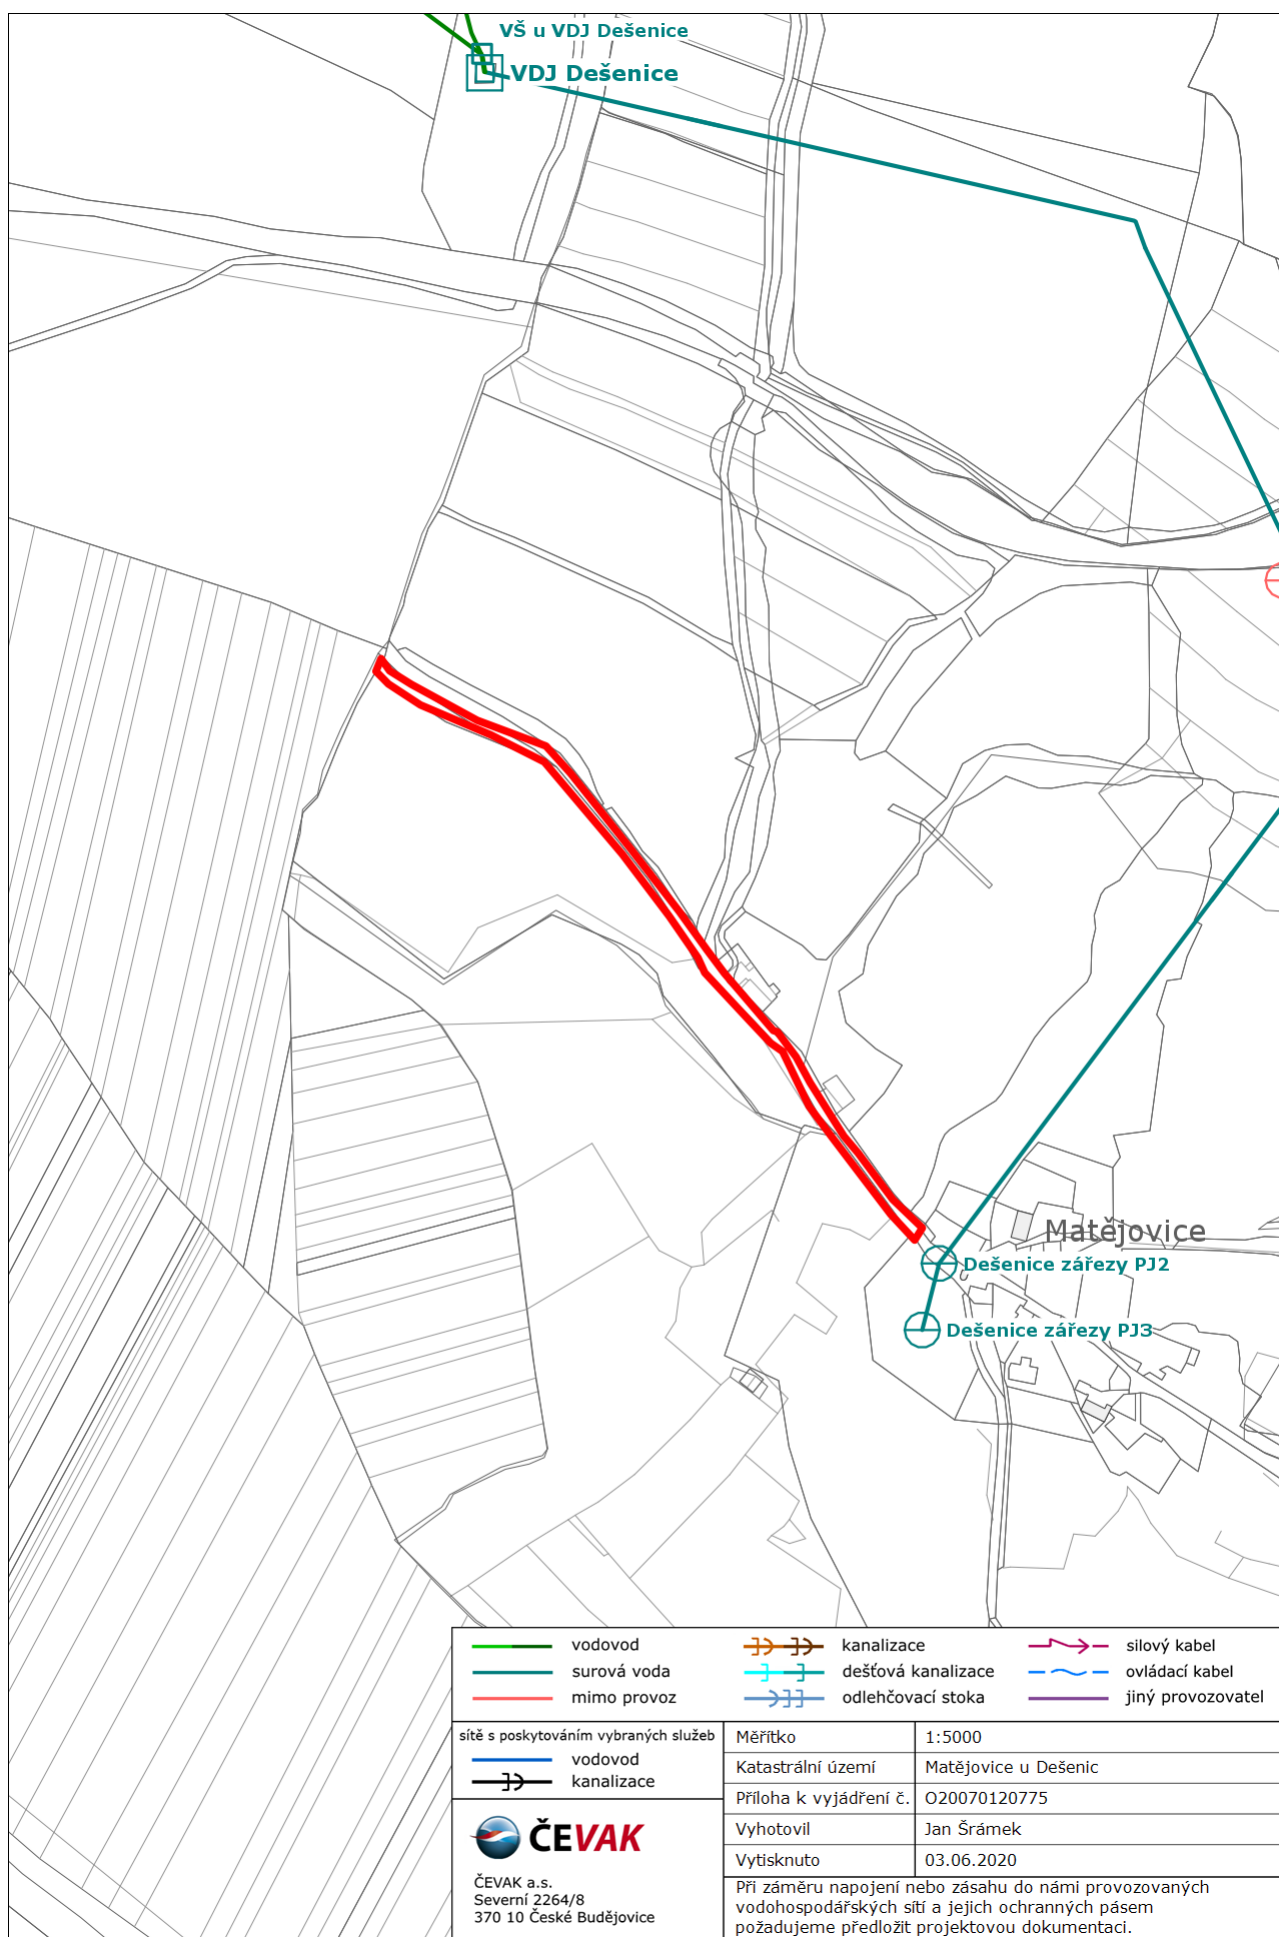 VŠ u VDJ Dešenice
VDJ Dešenice
Matějovice
Dešenice zářezy PJ2
Dešenice zářezy PJ3
vodovod
surová voda
mimo provoz
kanalizace
dešťová kanalizace
odlehčovací stoka
silový kabel
ovládací kabel
jiný provozovatel
sítě s poskytováním vybraných služeb
vodovod
kanalizace
Měřítko 1:5000
Katastrální území Matějovice u Dešenic
Příloha k vyjádření č. O20070120775
Vyhotovil Jan Šrámek
Vytisknuto 03.06.2020
ČEVAK
ČEVAK a.s.
Severní 2264/8
370 10 České Budějovice
Při záměru napojení nebo zásahu do námi provozovaných
vodohospodářských sítí a jejich ochranných pásem
požadujeme předložit projektovou dokumentaci.